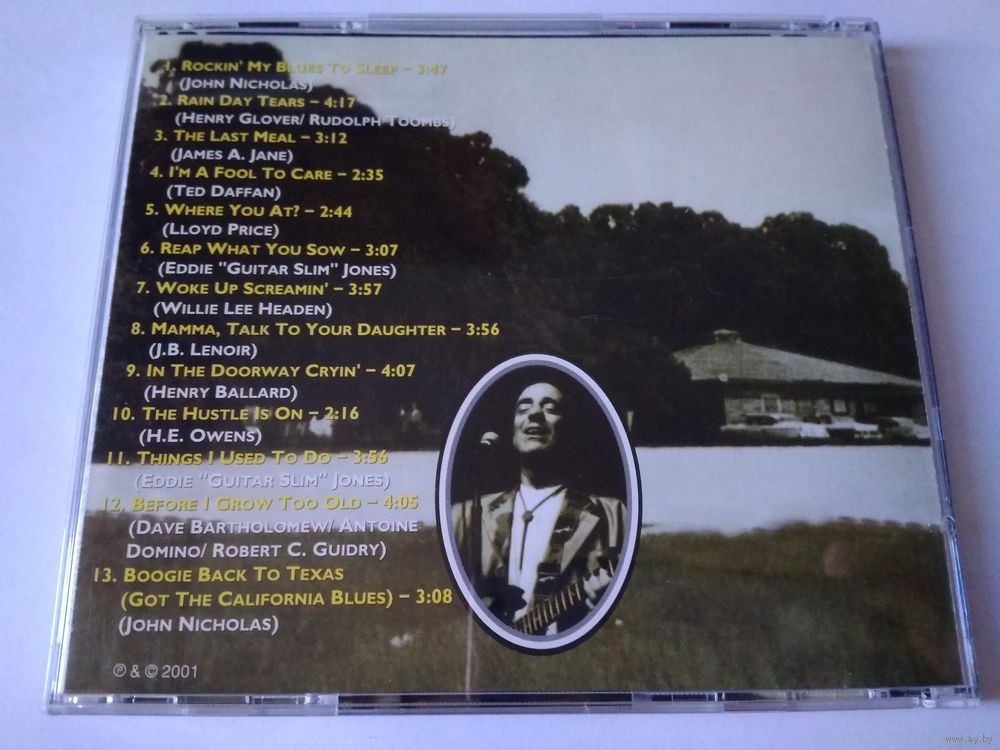 1. Rockin' My Blues To Sleep – 3:47
(John Nicholas)
2. Rain Day Tears – 4:17
(Henry Glover/ Rudolph Toombs)
3. The Last Meal – 3:12
(James A. Jane)
4. I'm A Fool To Care – 2:35
(Ted Daffan)
5. Where You At? – 2:44
(Lloyd Price)
6. Reap What You Sow – 3:07
(Eddie "Guitar Slim" Jones)
7. Woke Up Screamin' – 3:57
(Willie Lee Headen)
8. Mamma, Talk To Your Daughter – 3:56
(J.B. Lenoir)
9. In The Doorway Cryin' – 4:07
(Henry Ballard)
10. The Hustle Is On – 2:16
(H.E. Owens)
11. Things I Used To Do – 3:56
(Eddie "Guitar Slim" Jones)
12. Before I Grow Too Old – 4:05
(Dave Bartholomew/ Antoine
Domino/ Robert C. Guidry)
13. Boogie Back To Texas
(Got The California Blues) – 3:08
(John Nicholas)
℗ & © 2001
www.ay.by